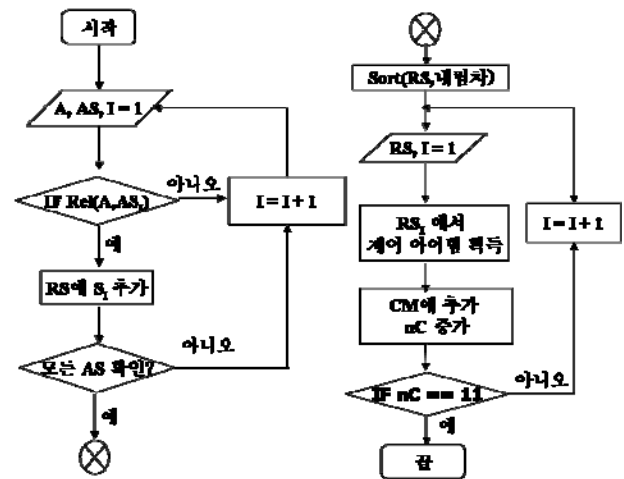 시작
A, AS, I = 1
IF Rel(A,AS_I)
아니오
I = I + 1
예
RS에 S_I 추가
모든 AS 확인?
아니오
예
Sort(RS,내림차)
RS, I = 1
RS_I 에서
제어 아이템 획득
I = I + 1
CM에 추가
nC 증가
IF nC == 11
아니오
예
끝